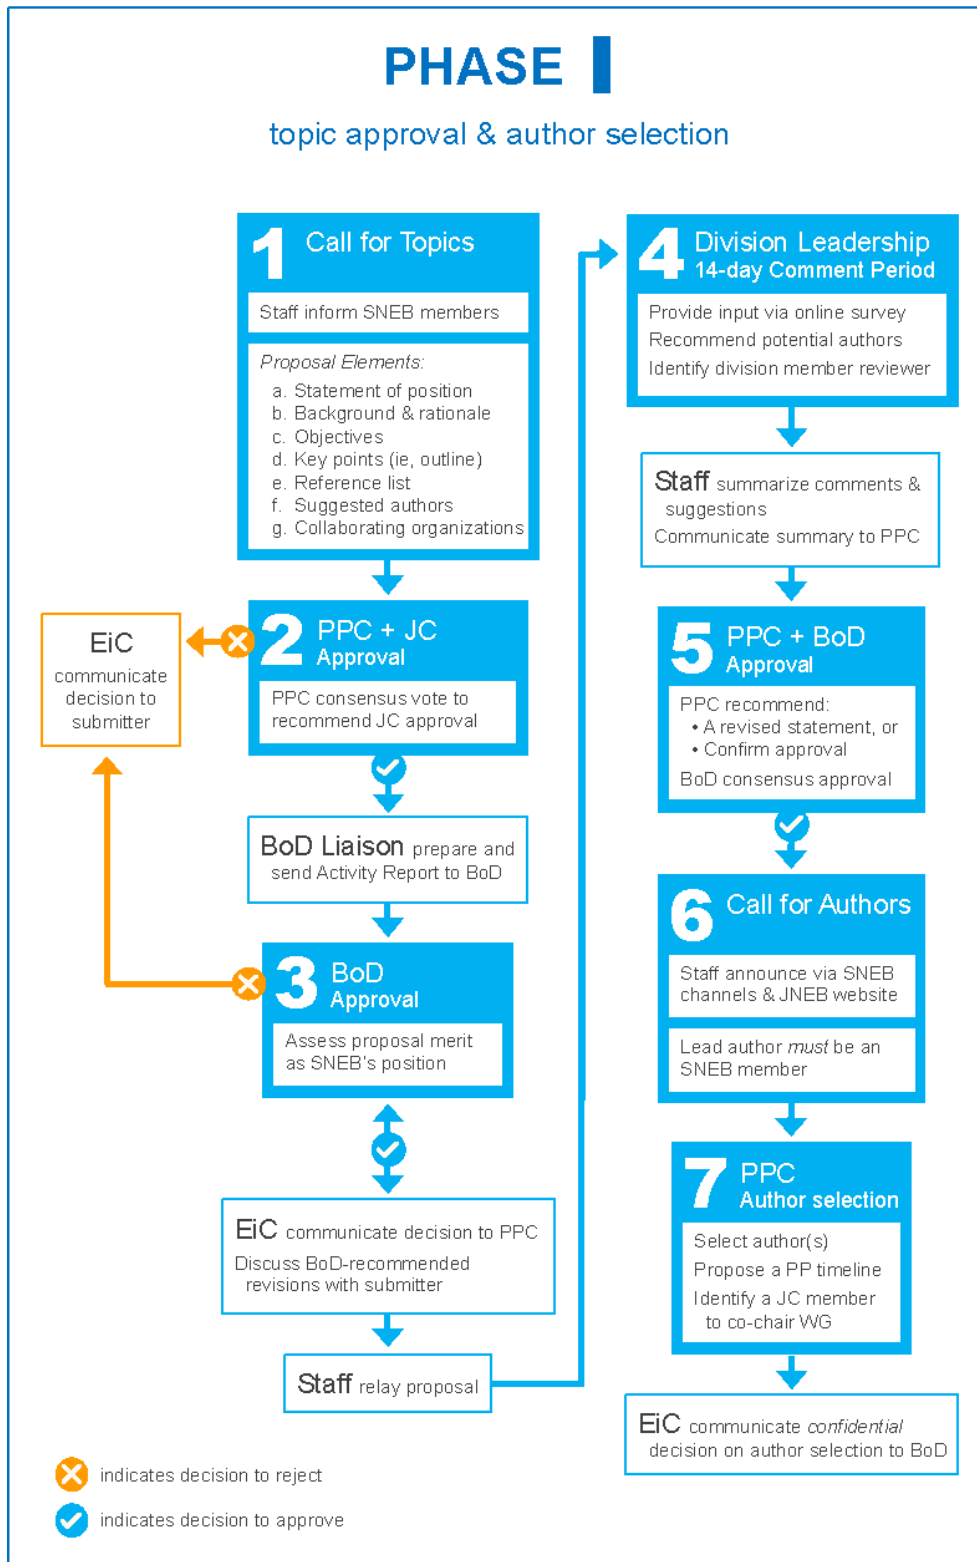 PHASE I
topic approval & author selection
1 Call for Topics
Staff inform SNEB members
Proposal Elements:
a. Statement of position
b. Background & rationale
c. Objectives
d. Key points (ie, outline)
e. Reference list
f. Suggested authors
g. Collaborating organizations
2 PPC + JC
Approval
PPC consensus vote to
recommend JC approval
EiC
communicate
decision to
submitter
BoD Liaison prepare and
send Activity Report to BoD
3 BoD
Approval
Assess proposal merit
as SNEB's position
EiC communicate decision to PPC
Discuss BoD-recommended
revisions with submitter
Staff relay proposal
4 Division Leadership
14-day Comment Period
Provide input via online survey
Recommend potential authors
Identify division member reviewer
Staff summarize comments &
suggestions
Communicate summary to PPC
5 PPC + BoD
Approval
PPC recommend:
• A revised statement, or
• Confirm approval
BoD consensus approval
6 Call for Authors
Staff announce via SNEB
channels & JNEB website
Lead author must be an
SNEB member
7 PPC
Author selection
Select author(s)
Propose a PP timeline
Identify a JC member
to co-chair WG
EiC communicate confidential
decision on author selection to BoD
indicates decision to reject
indicates decision to approve